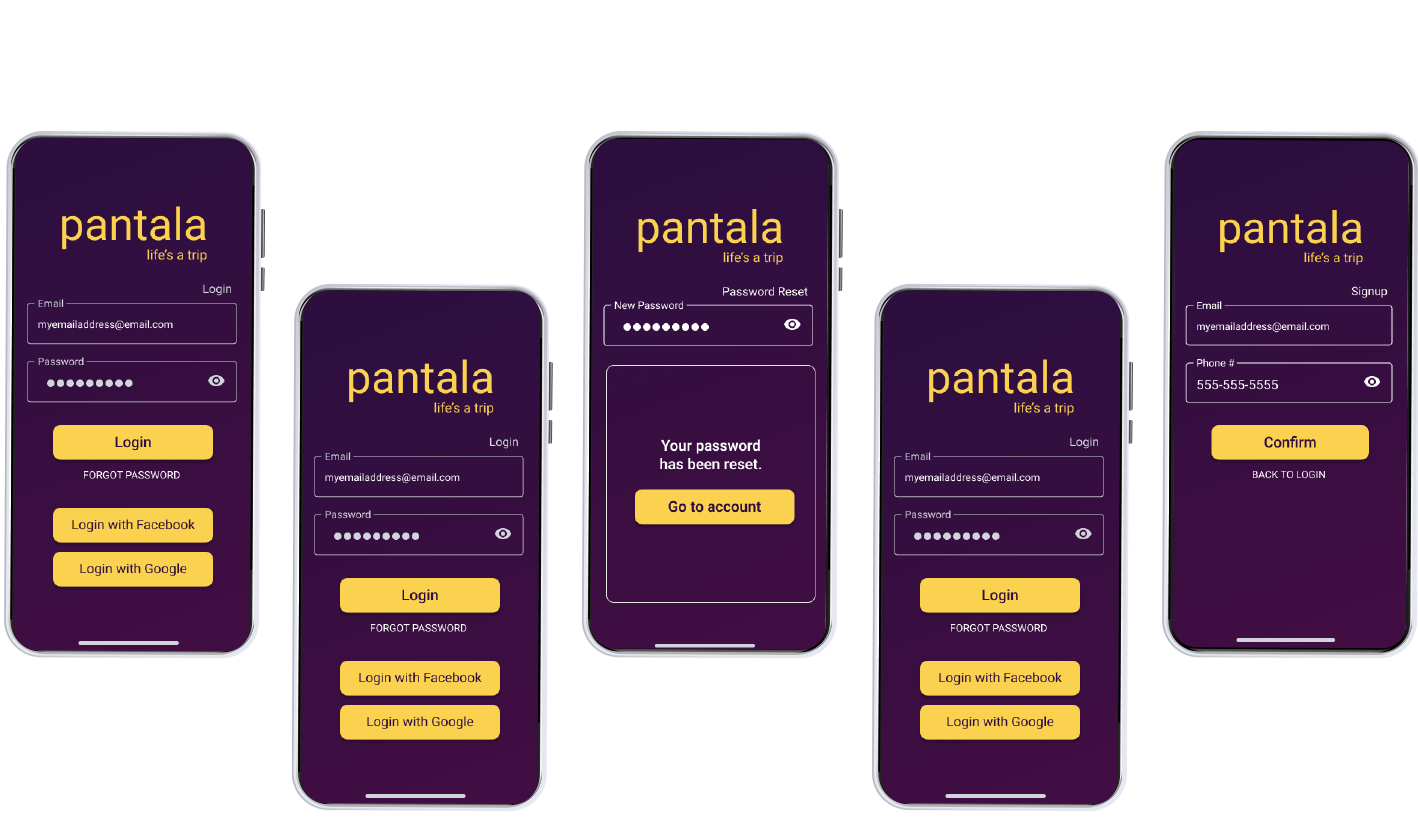 pantala
life's a trip
Login
Email
myemailaddress@email.com
Password
Login
FORGOT PASSWORD
Login with Facebook
Login with Google
pantala
life's a trip
Login
Email
myemailaddress@email.com
Password
Login
FORGOT PASSWORD
Login with Facebook
Login with Google
pantala
life's a trip
Password Reset
New Password
Your password
has been reset.
Go to account
pantala
life's a trip
Login
Email
myemailaddress@email.com
Password
Login
FORGOT PASSWORD
Login with Facebook
Login with Google
pantala
life's a trip
Signup
Email
myemailaddress@email.com
Phone #
555-555-5555
Confirm
BACK TO LOGIN